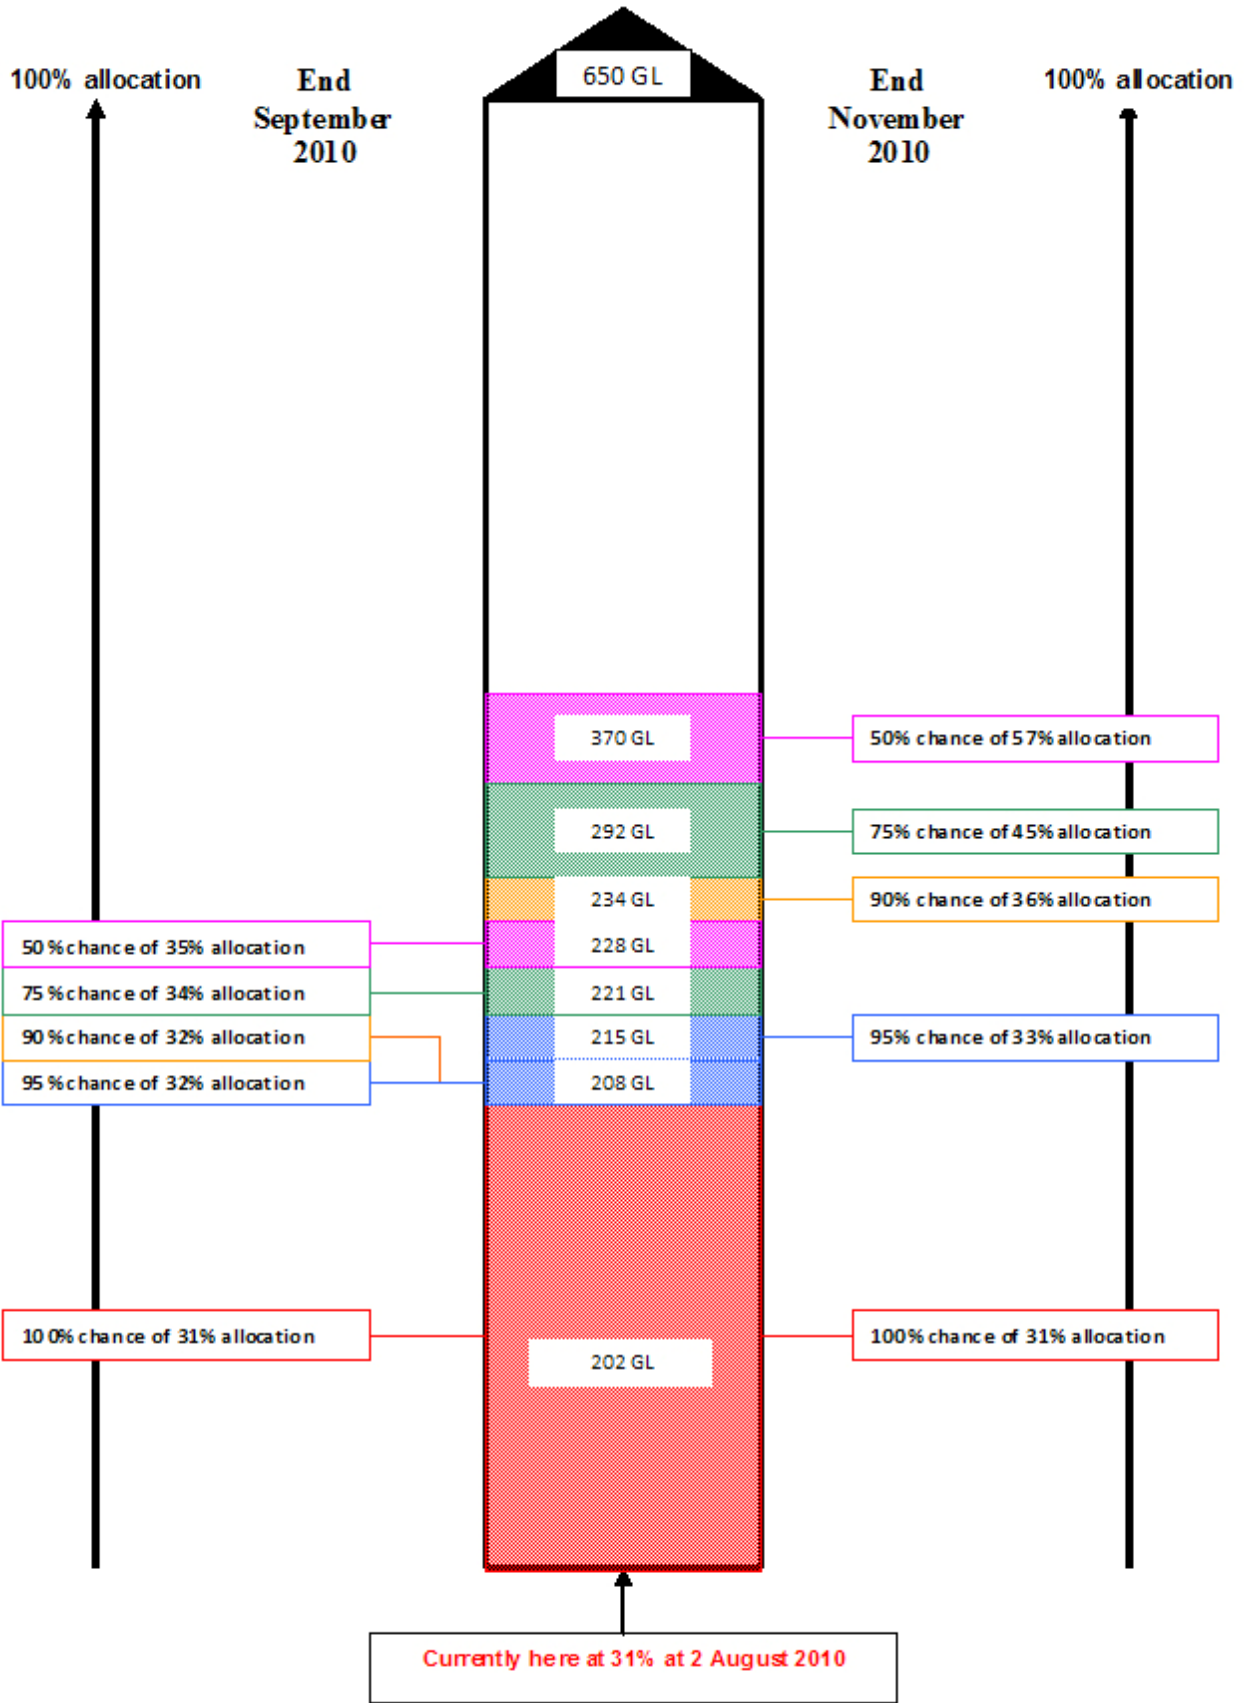 650 GL
100% allocation
End
September
2010
End
November
2010
100% allocation
370 GL
50% chance of 57% allocation
292 GL
75% chance of 45% allocation
234 GL
90% chance of 36% allocation
50% chance of 35% allocation
228 GL
75% chance of 34% allocation
221 GL
90% chance of 32% allocation
215 GL
95% chance of 33% allocation
95% chance of 32% allocation
208 GL
100% chance of 31% allocation
202 GL
100% chance of 31% allocation
Currently here at 31% at 2 August 2010